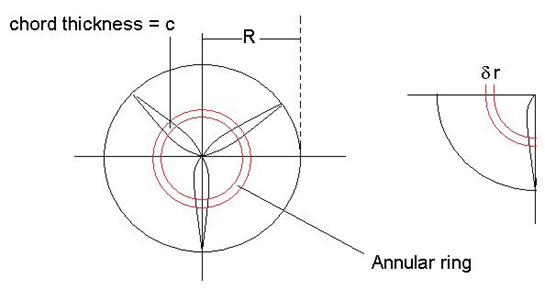 chord thickness = c
R
δ r
Annular ring